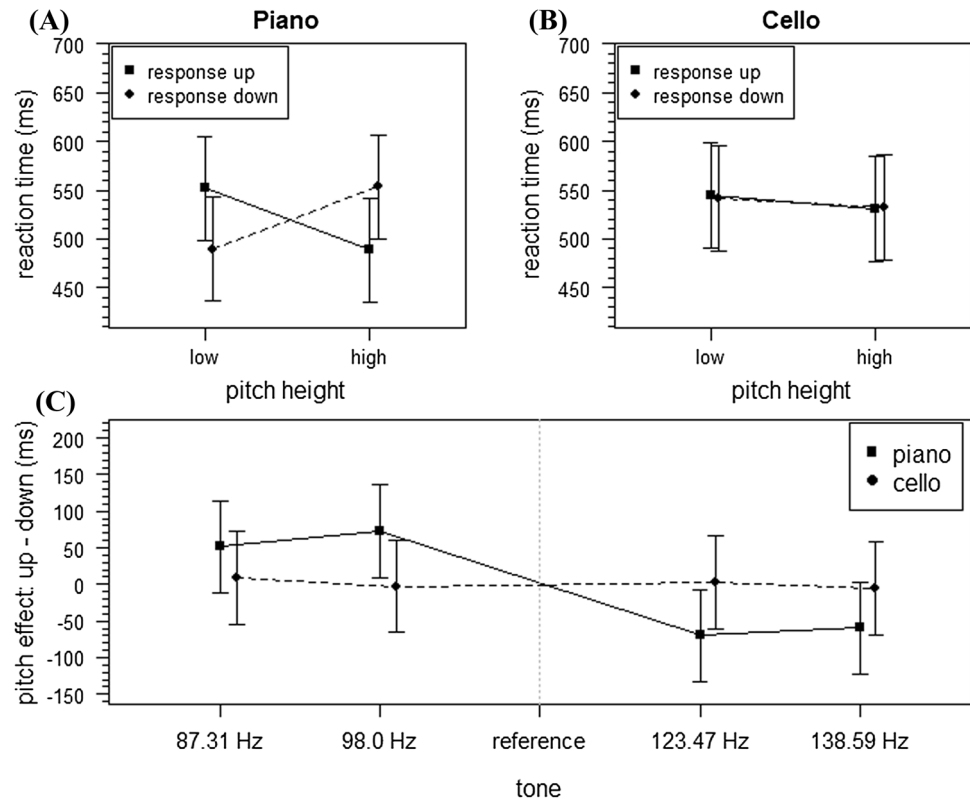 (A)
Piano
700
650
600
550
500
450
reaction time (ms)
response up
response down
low
high
pitch height
(B)
Cello
700
650
600
550
500
450
reaction time (ms)
response up
response down
low
high
pitch height
(C)
200
150
100
50
0
-50
-100
-150
pitch effect: up - down (ms)
piano
cello
87.31 Hz
98.0 Hz
reference
123.47 Hz
138.59 Hz
tone